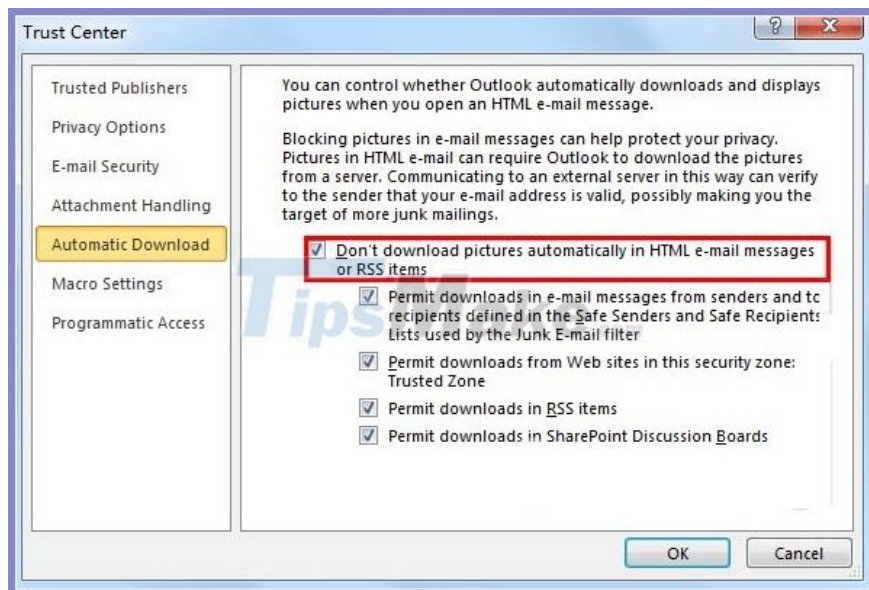 Trust Center
Trusted Publishers
Privacy Options
E-mail Security
Attachment Handling
Automatic Download
Macro Settings
Programmatic Access
You can control whether Outlook automatically downloads and displays
pictures when you open an HTML e-mail message.
Blocking pictures in e-mail messages can help protect your privacy.
Pictures in HTML e-mail can require Outlook to download the pictures
from a server. Communicating to an external server in this way can verify
to the sender that your e-mail address is valid, possibly making you the
target of more junk mailings.
Don't download pictures automatically in HTML e-mail messages
or RSS items
Permit downloads in e-mail messages from senders and to
recipients defined in the Safe Senders and Safe Recipients
Lists used by the Junk E-mail filter
Permit downloads from Web sites in this security zone:
Trusted Zone
Permit downloads in RSS items
Permit downloads in SharePoint Discussion Boards
TipsMake
OK
Cancel